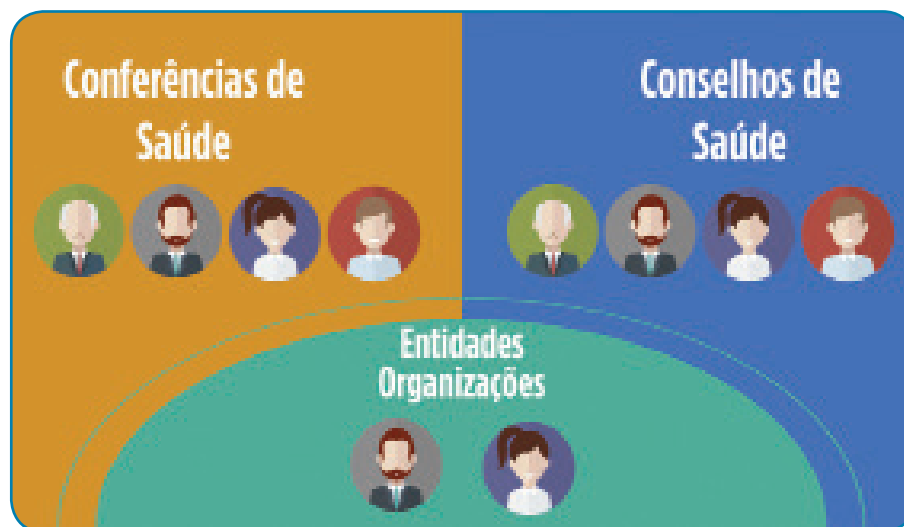 Conferências de
Saúde
Conselhos de
Saúde
Entidades
Organizações